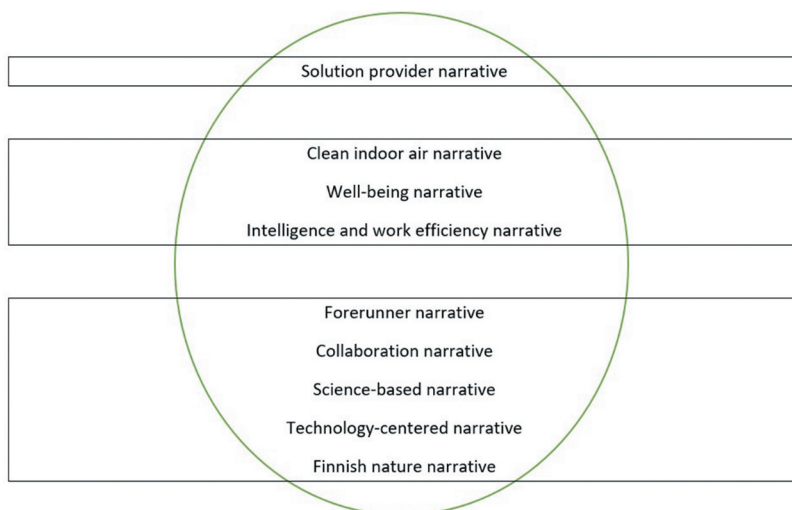 Solution provider narrative
Clean indoor air narrative
Well-being narrative
Intelligence and work efficiency narrative
Forerunner narrative
Collaboration narrative
Science-based narrative
Technology-centered narrative
Finnish nature narrative